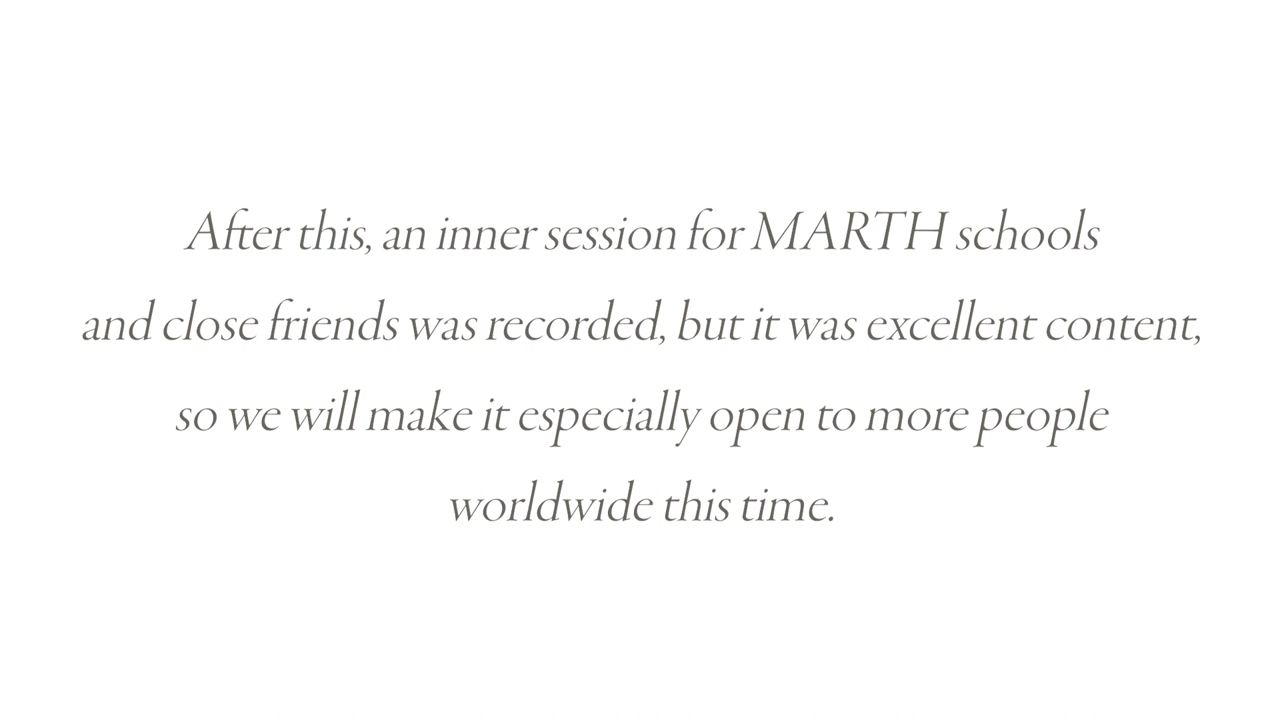 After this, an inner session for MARTH schools
and close friends was recorded, but it was excellent content,
so we will make it especially open to more people
worldwide this time.